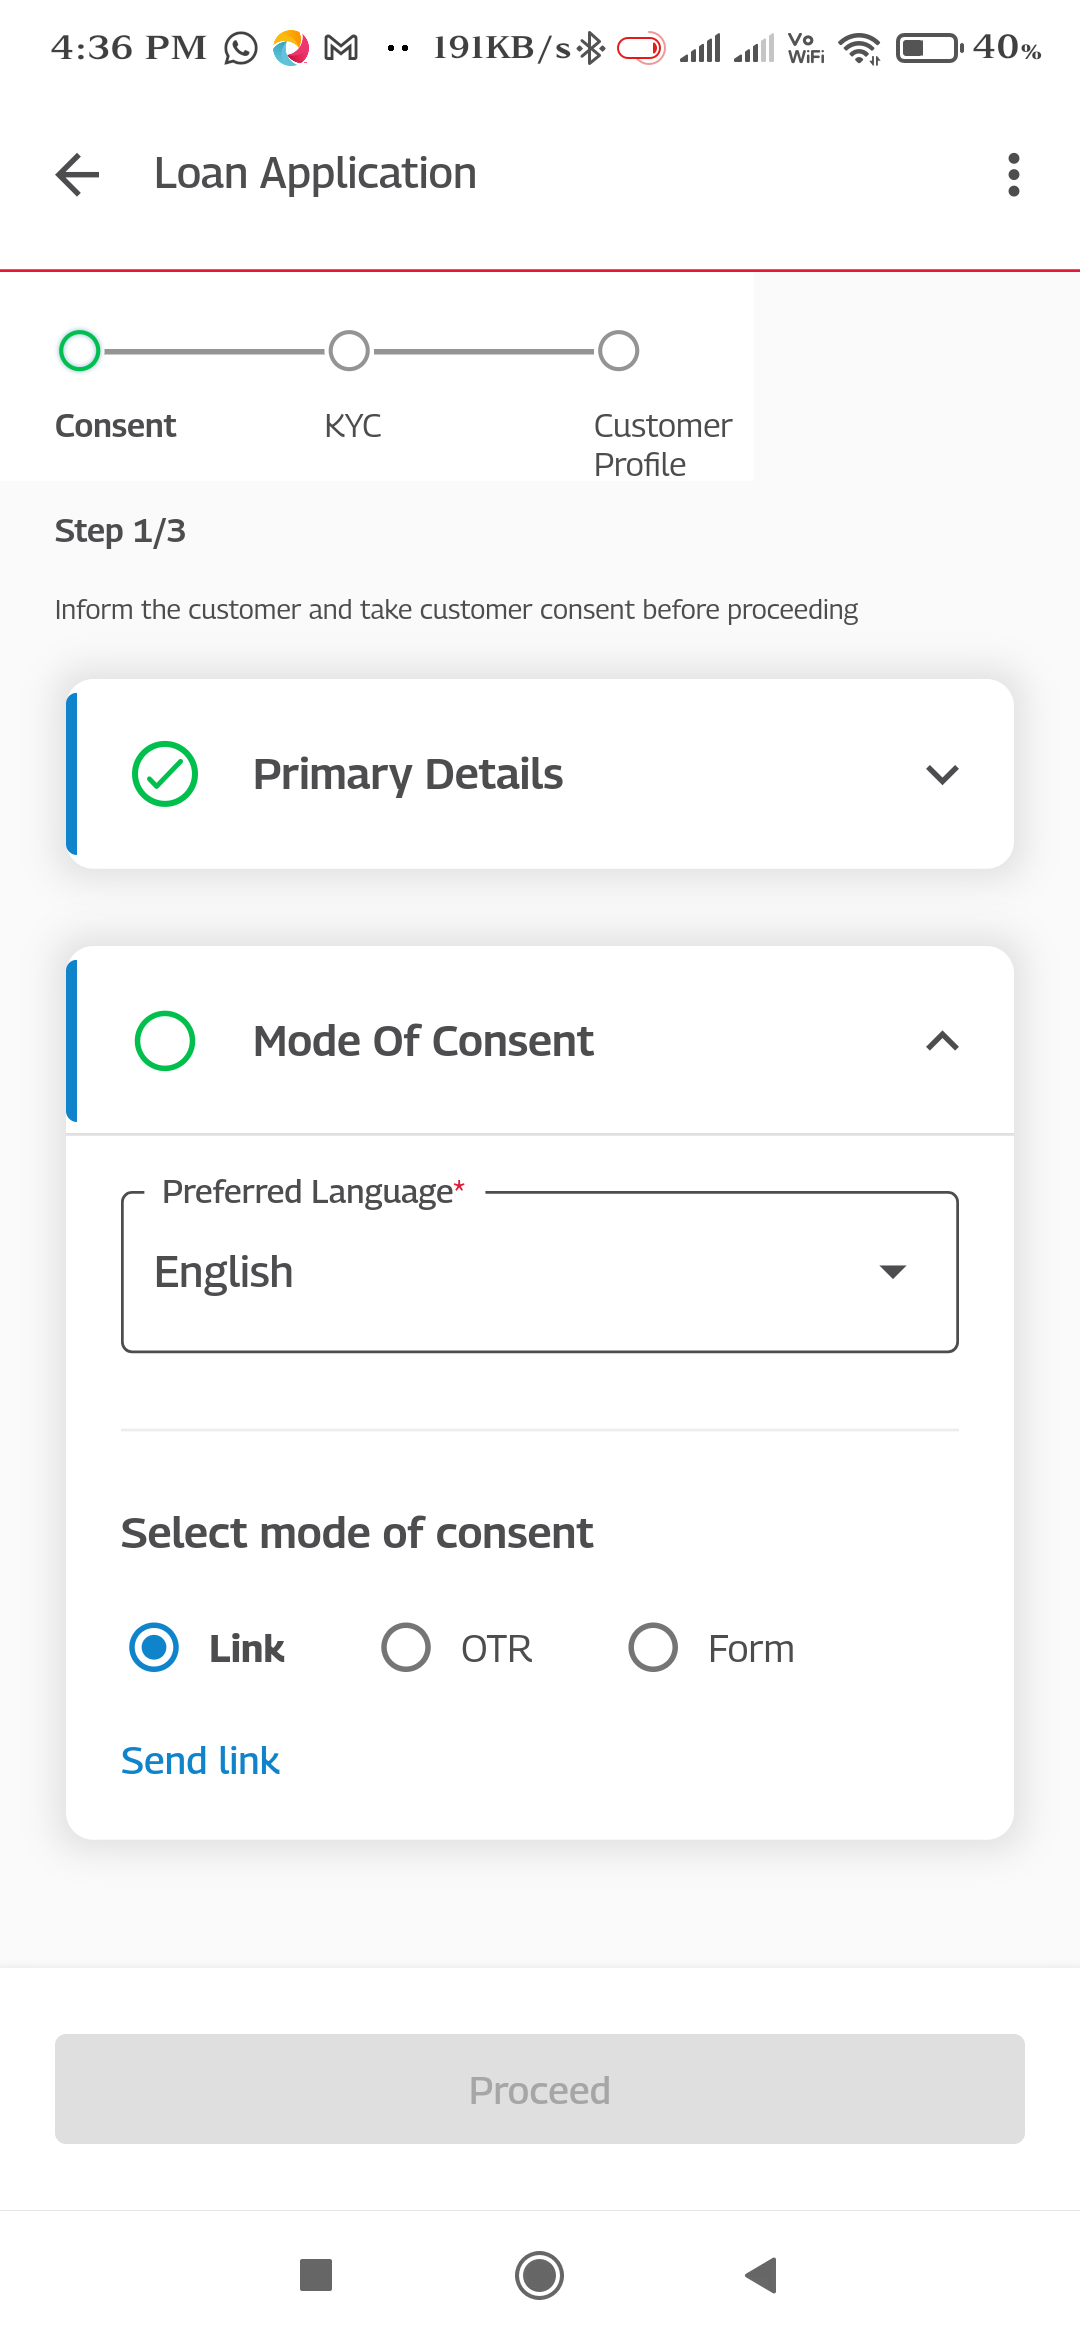 4:36 PM 191KB/s Vo WiFi 40%
Loan Application
Consent KYC Customer
Profile
Step 1/3
Inform the customer and take customer consent before proceeding
Primary Details
Mode Of Consent
Preferred Language*
English
Select mode of consent
Link OTR Form
Send link
Proceed